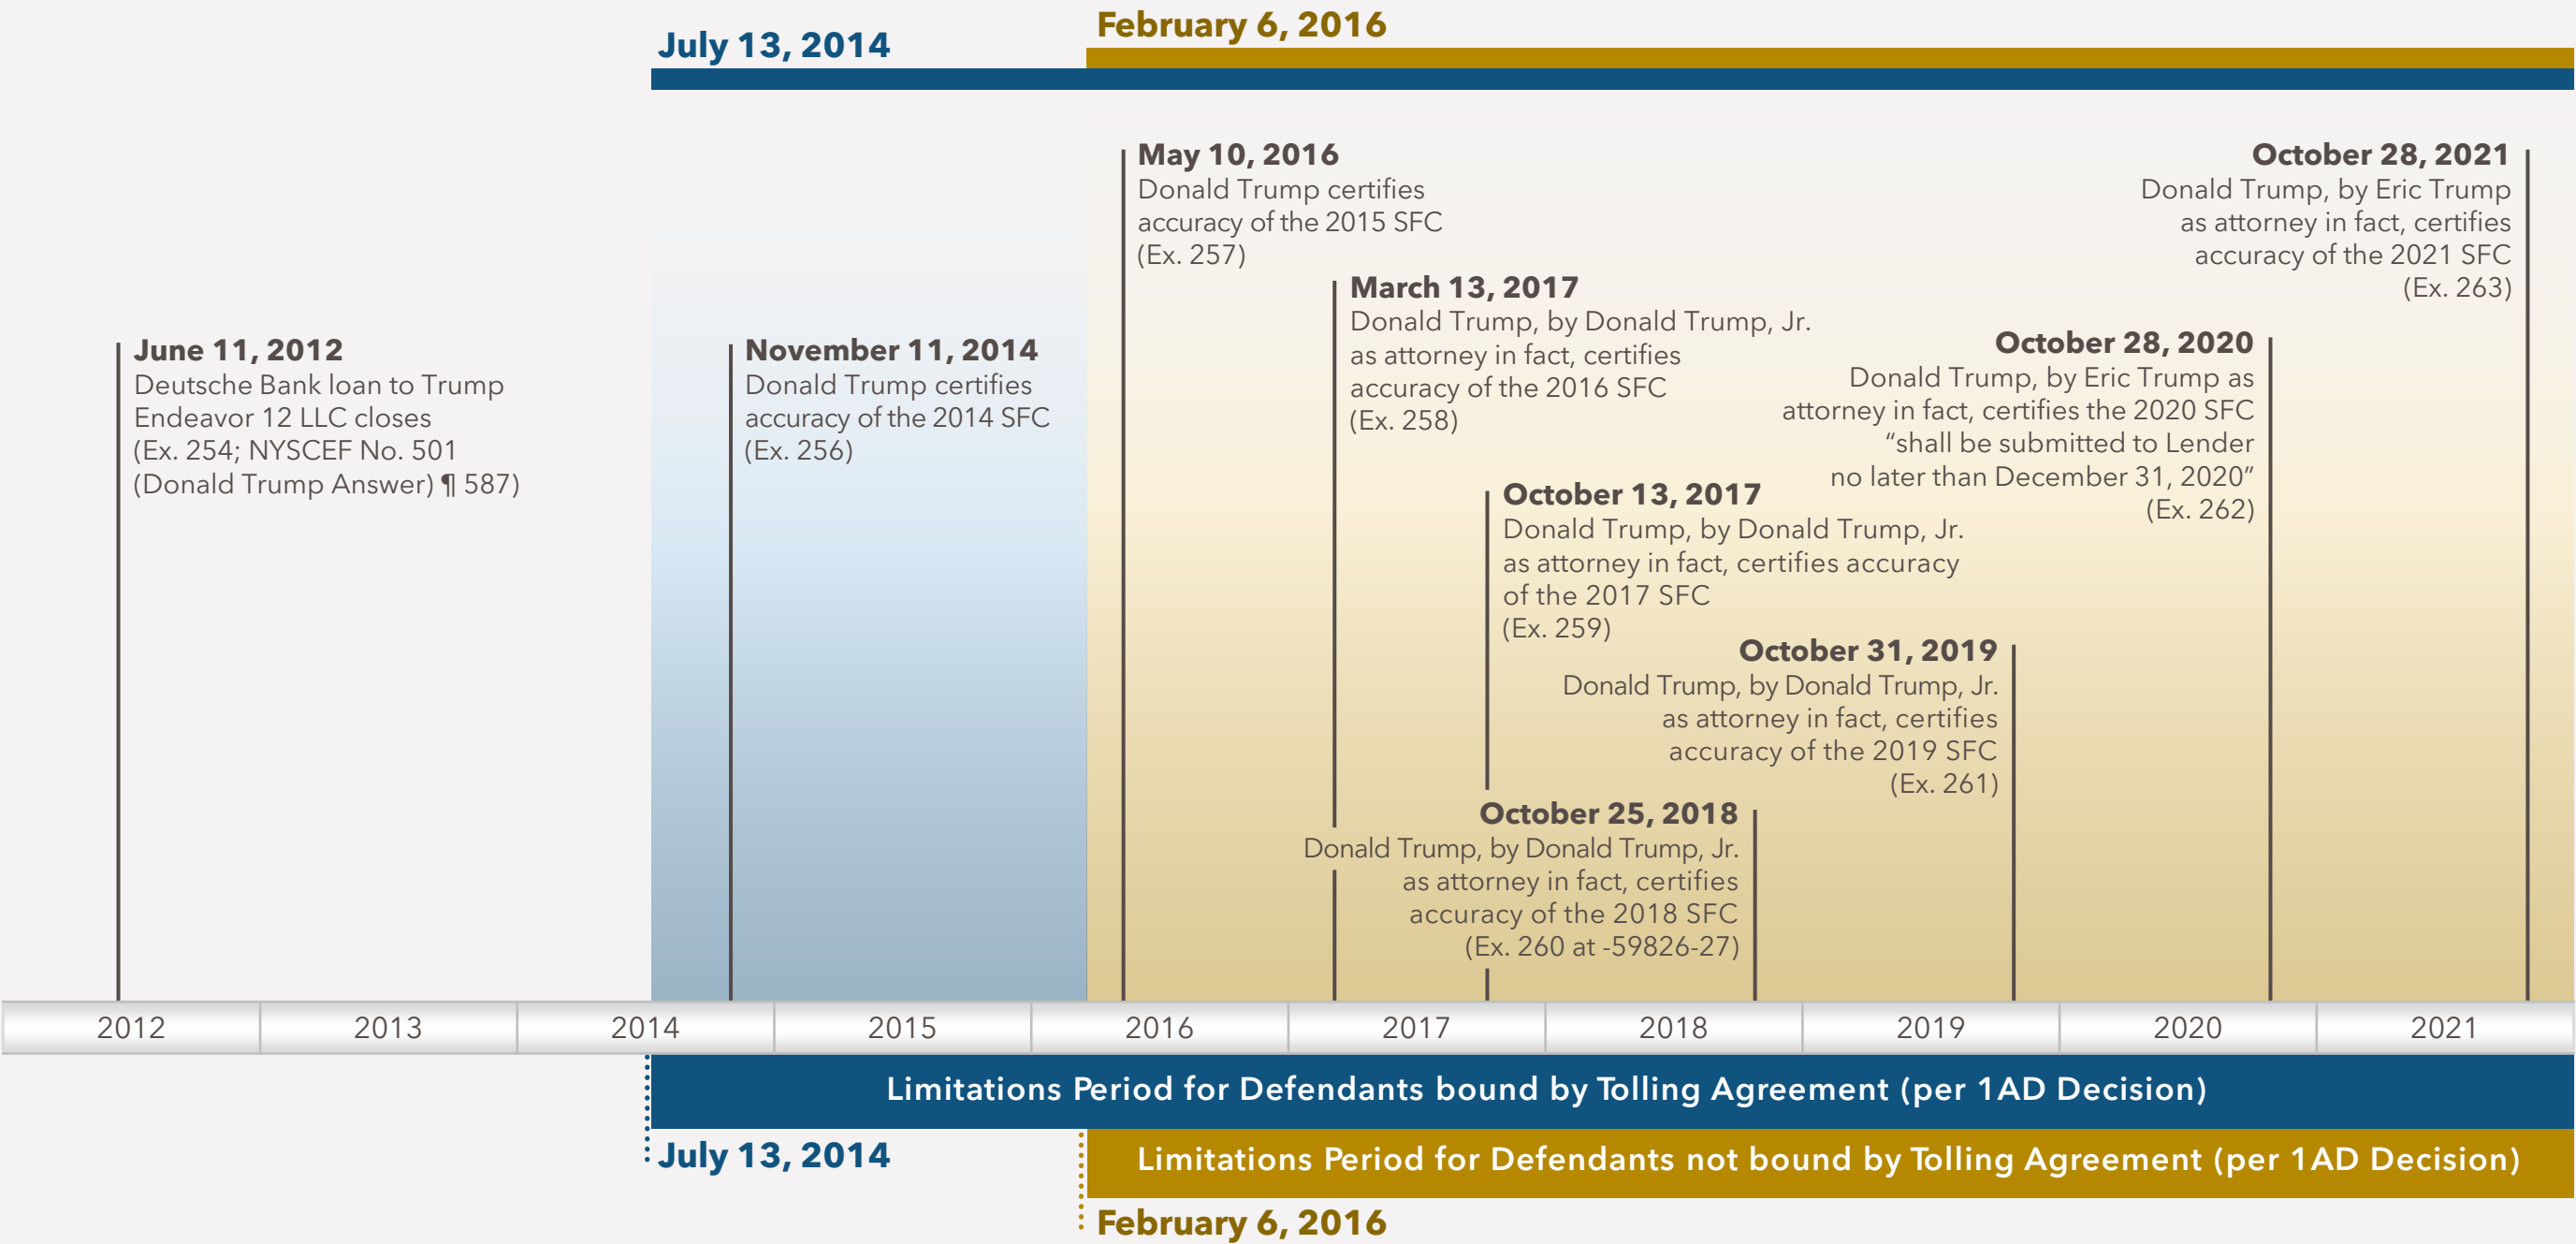 July 13, 2014
February 6, 2016
June 11, 2012
Deutsche Bank loan to Trump
Endeavor 12 LLC closes
(Ex. 254; NYSCEF No. 501
(Donald Trump Answer) ¶ 587)
November 11, 2014
Donald Trump certifies
accuracy of the 2014 SFC
(Ex. 256)
May 10, 2016
Donald Trump certifies
accuracy of the 2015 SFC
(Ex. 257)
March 13, 2017
Donald Trump, by Donald Trump, Jr.
as attorney in fact, certifies
accuracy of the 2016 SFC
(Ex. 258)
October 13, 2017
Donald Trump, by Donald Trump, Jr.
as attorney in fact, certifies accuracy
of the 2017 SFC
(Ex. 259)
October 25, 2018
Donald Trump, by Donald Trump, Jr.
as attorney in fact, certifies
accuracy of the 2018 SFC
(Ex. 260 at -59826-27)
October 31, 2019
Donald Trump, by Donald Trump, Jr.
as attorney in fact, certifies
accuracy of the 2019 SFC
(Ex. 261)
October 28, 2020
Donald Trump, by Eric Trump as
attorney in fact, certifies the 2020 SFC
“shall be submitted to Lender
no later than December 31, 2020”
(Ex. 262)
October 28, 2021
Donald Trump, by Eric Trump
as attorney in fact, certifies
accuracy of the 2021 SFC
(Ex. 263)
2012 2013 2014 2015 2016 2017 2018 2019 2020 2021
Limitations Period for Defendants bound by Tolling Agreement (per 1AD Decision)
July 13, 2014
Limitations Period for Defendants not bound by Tolling Agreement (per 1AD Decision)
February 6, 2016